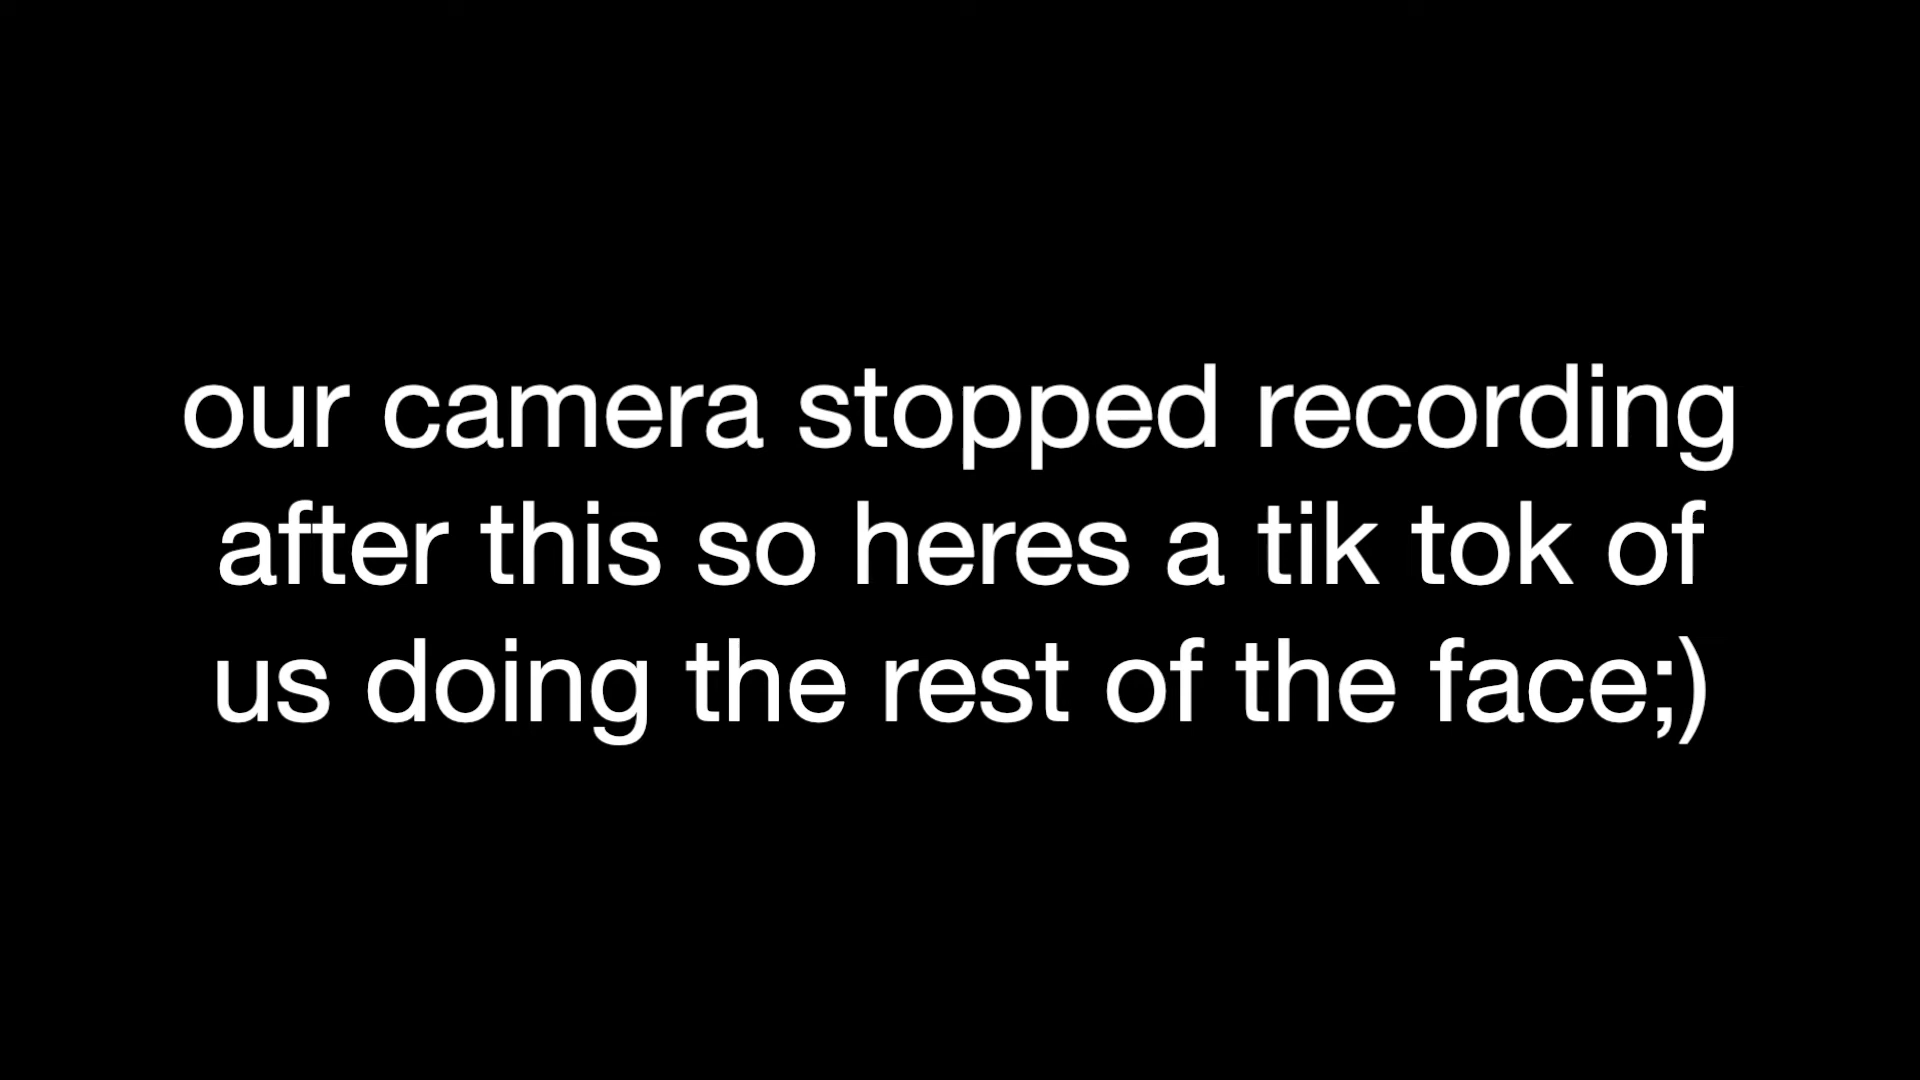 our camera stopped recording
after this so heres a tik tok of
us doing the rest of the face;)